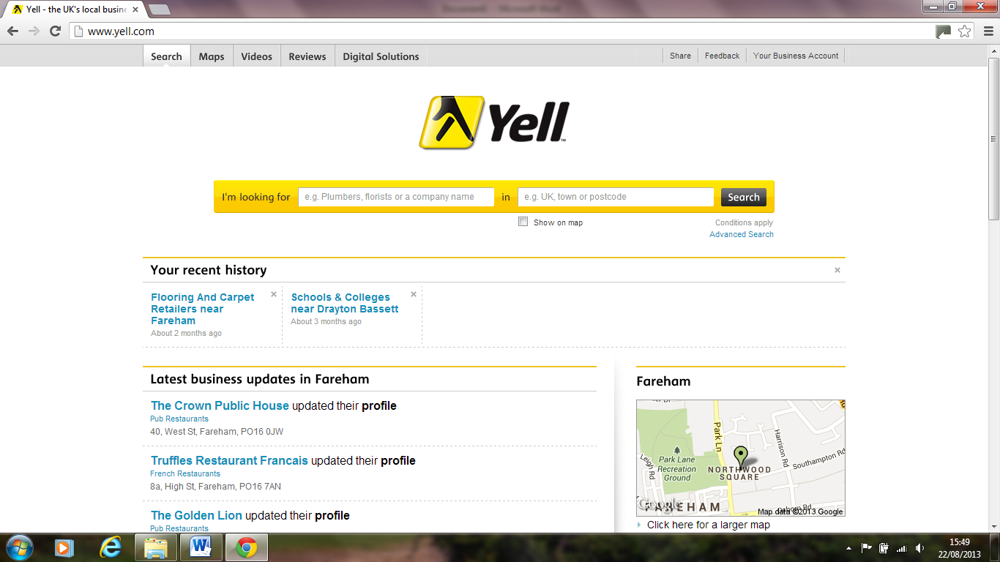 Yell - the UK's local busine
www.yell.com
Search Maps Videos Reviews Digital Solutions
Share Feedback Your Business Account
Yell™
I'm looking for e.g. Plumbers, florists or a company name in e.g. UK, town or postcode Search
Show on map Conditions apply
Advanced Search
Your recent history
Flooring And Carpet
Retailers near
Fareham
About 2 months ago
Schools & Colleges
near Drayton Bassett
About 3 months ago
Latest business updates in Fareham
The Crown Public House updated their profile
Pub Restaurants
40, West St, Fareham, PO16 0JW
Truffles Restaurant Francais updated their profile
French Restaurants
8a, High St, Fareham, PO16 7AN
The Golden Lion updated their profile
Pub Restaurants
Fareham
Park Ln
Harrison Rd
Southampton Rd
Leigh Rd
Park Lane
Recreation
Ground
NORTHWOOD
SQUARE
Google
FAREHAM
Map data ©2013 Google
Click here for a larger map
15:49
22/08/2013